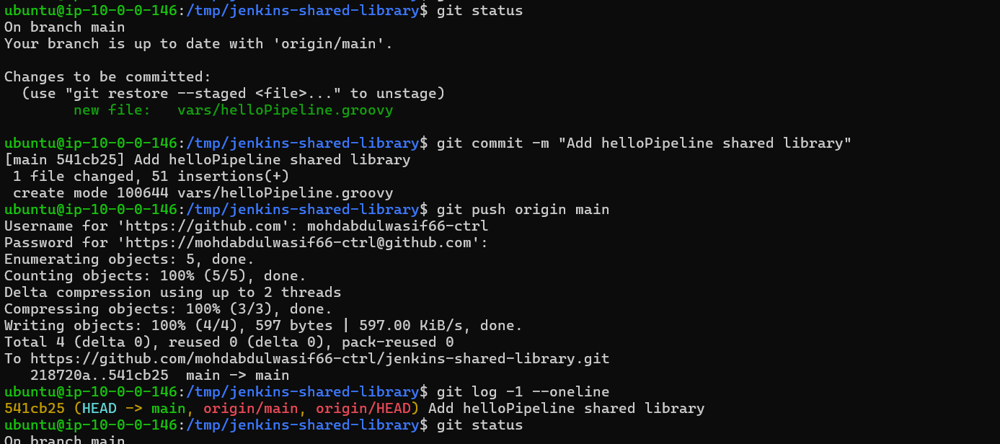 ubuntu@ip-10-0-0-146:/tmp/jenkins-shared-library$ git status
On branch main
Your branch is up to date with 'origin/main'.

Changes to be committed:
  (use "git restore --staged <file>..." to unstage)
        new file:   vars/helloPipeline.groovy

ubuntu@ip-10-0-0-146:/tmp/jenkins-shared-library$ git commit -m "Add helloPipeline shared library"
[main 541cb25] Add helloPipeline shared library
 1 file changed, 51 insertions(+)
 create mode 100644 vars/helloPipeline.groovy
ubuntu@ip-10-0-0-146:/tmp/jenkins-shared-library$ git push origin main
Username for 'https://github.com': mohdabdulwasif66-ctrl
Password for 'https://mohdabdulwasif66-ctrl@github.com':
Enumerating objects: 5, done.
Counting objects: 100% (5/5), done.
Delta compression using up to 2 threads
Compressing objects: 100% (3/3), done.
Writing objects: 100% (4/4), 597 bytes | 597.00 KiB/s, done.
Total 4 (delta 0), reused 0 (delta 0), pack-reused 0
To https://github.com/mohdabdulwasif66-ctrl/jenkins-shared-library.git
   218720a..541cb25  main -> main
ubuntu@ip-10-0-0-146:/tmp/jenkins-shared-library$ git log -1 --oneline
541cb25 (HEAD -> main, origin/main, origin/HEAD) Add helloPipeline shared library
ubuntu@ip-10-0-0-146:/tmp/jenkins-shared-library$ git status
On branch main